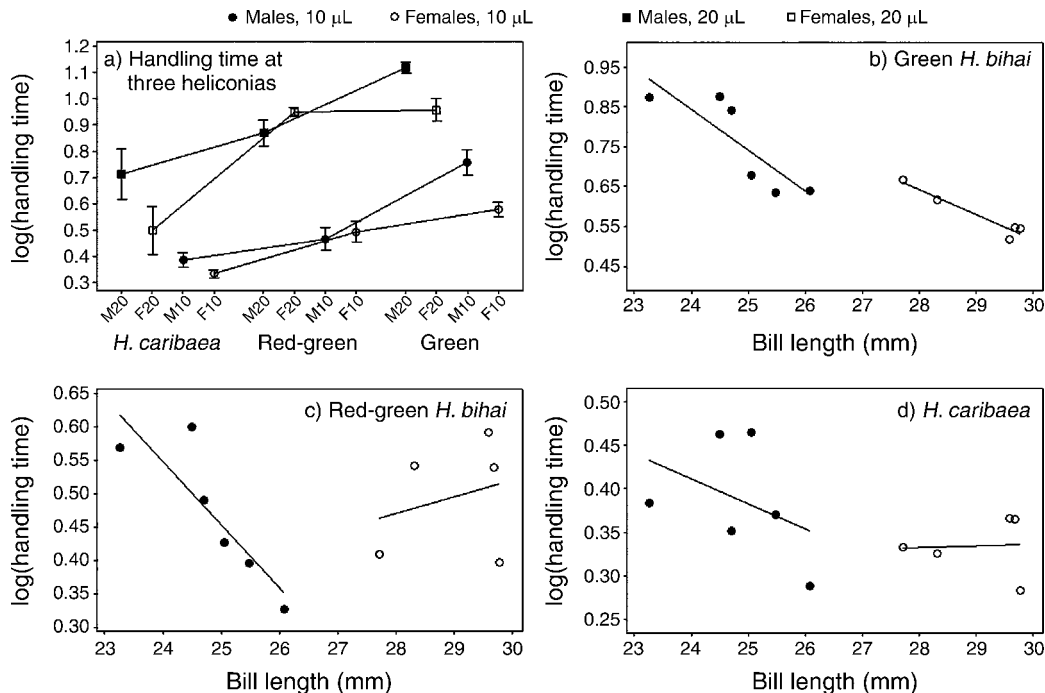 Males, 10 µL
Females, 10 µL
Males, 20 µL
Females, 20 µL
a) Handling time at
three heliconias
log(handling time)
1.2
1.1
1.0
0.9
0.8
0.7
0.6
0.5
0.4
0.3
M20
F20
M10
F10
M20
F20
M10
F10
M20
F20
M10
F10
H. caribaea
Red-green
Green
b) Green H. bihai
log(handling time)
0.95
0.85
0.75
0.65
0.55
0.45
23 24 25 26 27 28 29 30
Bill length (mm)
c) Red-green H. bihai
log(handling time)
0.65
0.60
0.55
0.50
0.45
0.40
0.35
0.30
23 24 25 26 27 28 29 30
Bill length (mm)
d) H. caribaea
log(handling time)
0.50
0.45
0.40
0.35
0.30
0.25
23 24 25 26 27 28 29 30
Bill length (mm)